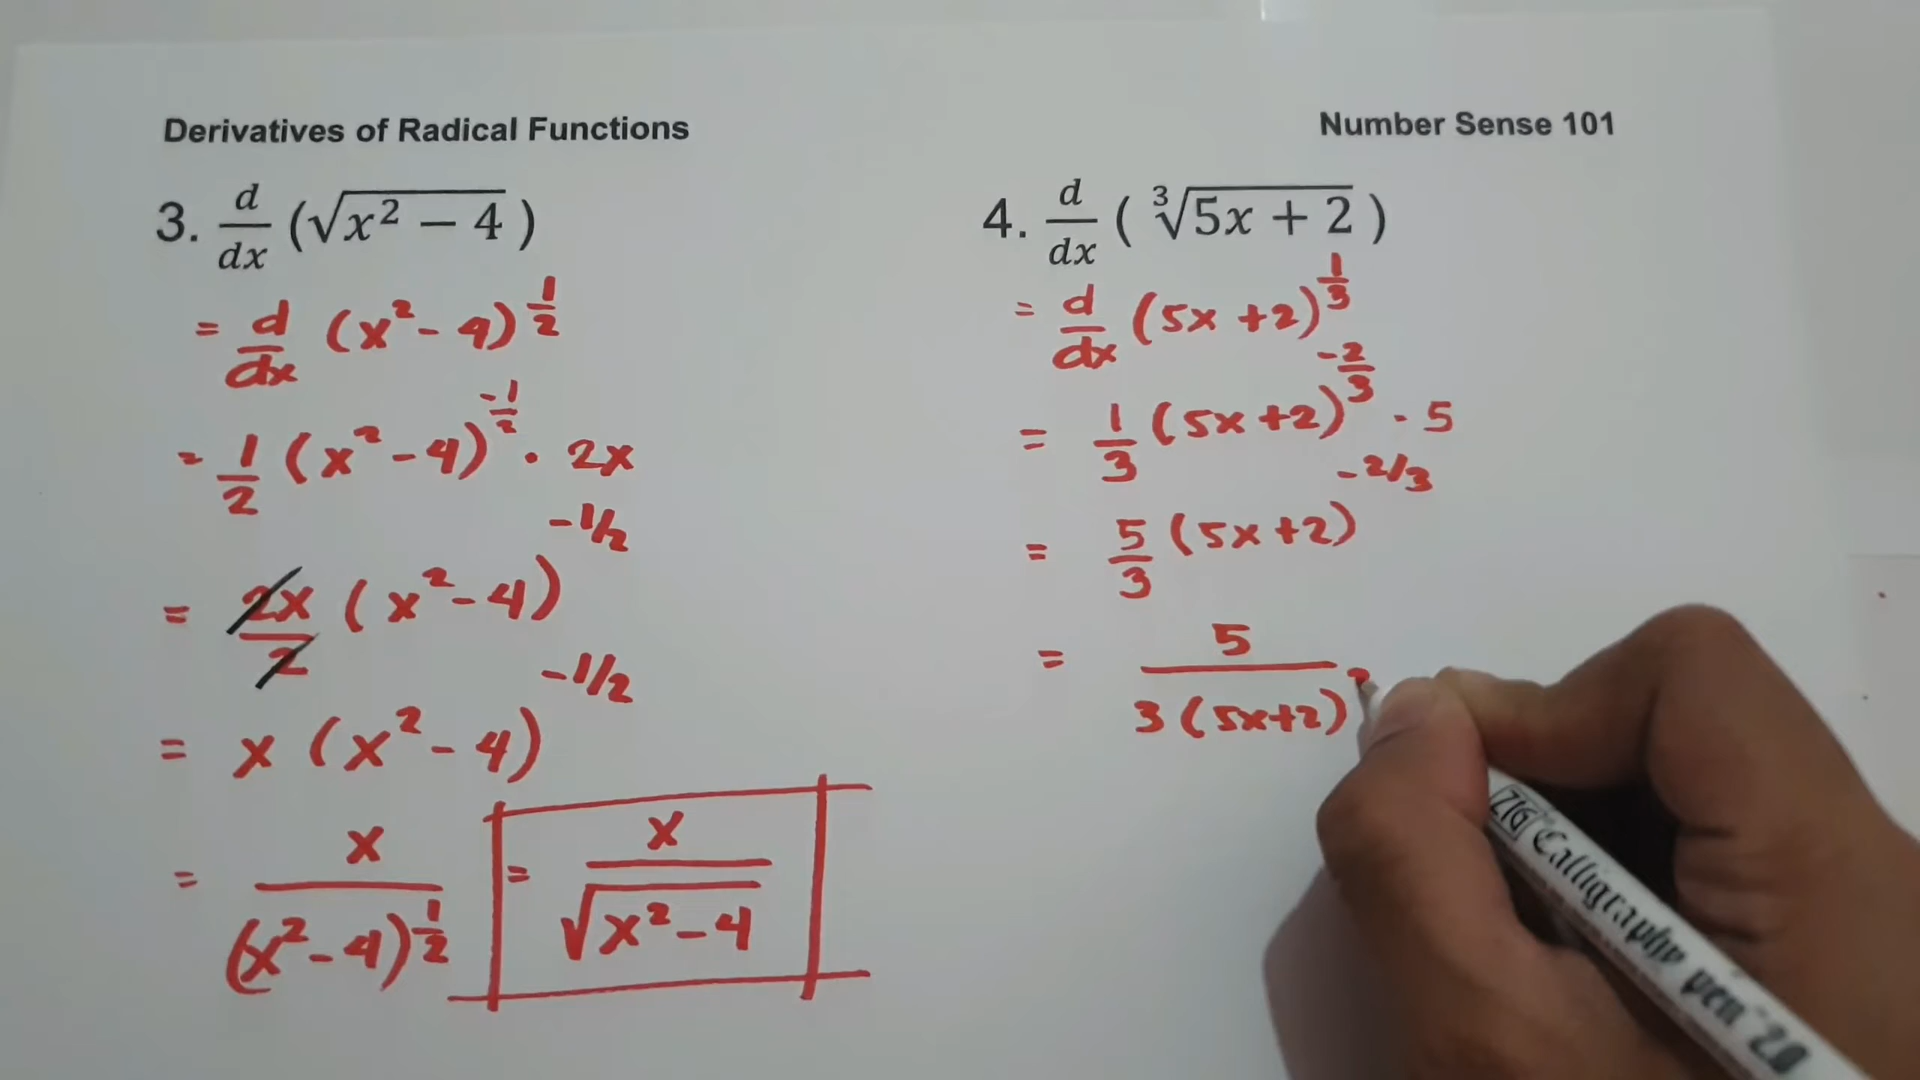 Derivatives of Radical Functions
Number Sense 101
3. d/dx (√(x² − 4))
= d/dx (x² - 4)^(1/2)
= 1/2 (x² - 4)^(-1/2) · 2x
= 2x/2 (x² - 4)^(-1/2)
= x (x² - 4)^(-1/2)
= x/(x² - 4)^(1/2) = x/√(x² - 4)
4. d/dx (∛(5x + 2))
= d/dx (5x + 2)^(1/3)
= 1/3 (5x + 2)^(-2/3) · 5
= 5/3 (5x + 2)^(-2/3)
= 5/3(5x+2)
ZIG Calligraphy pen 2.0